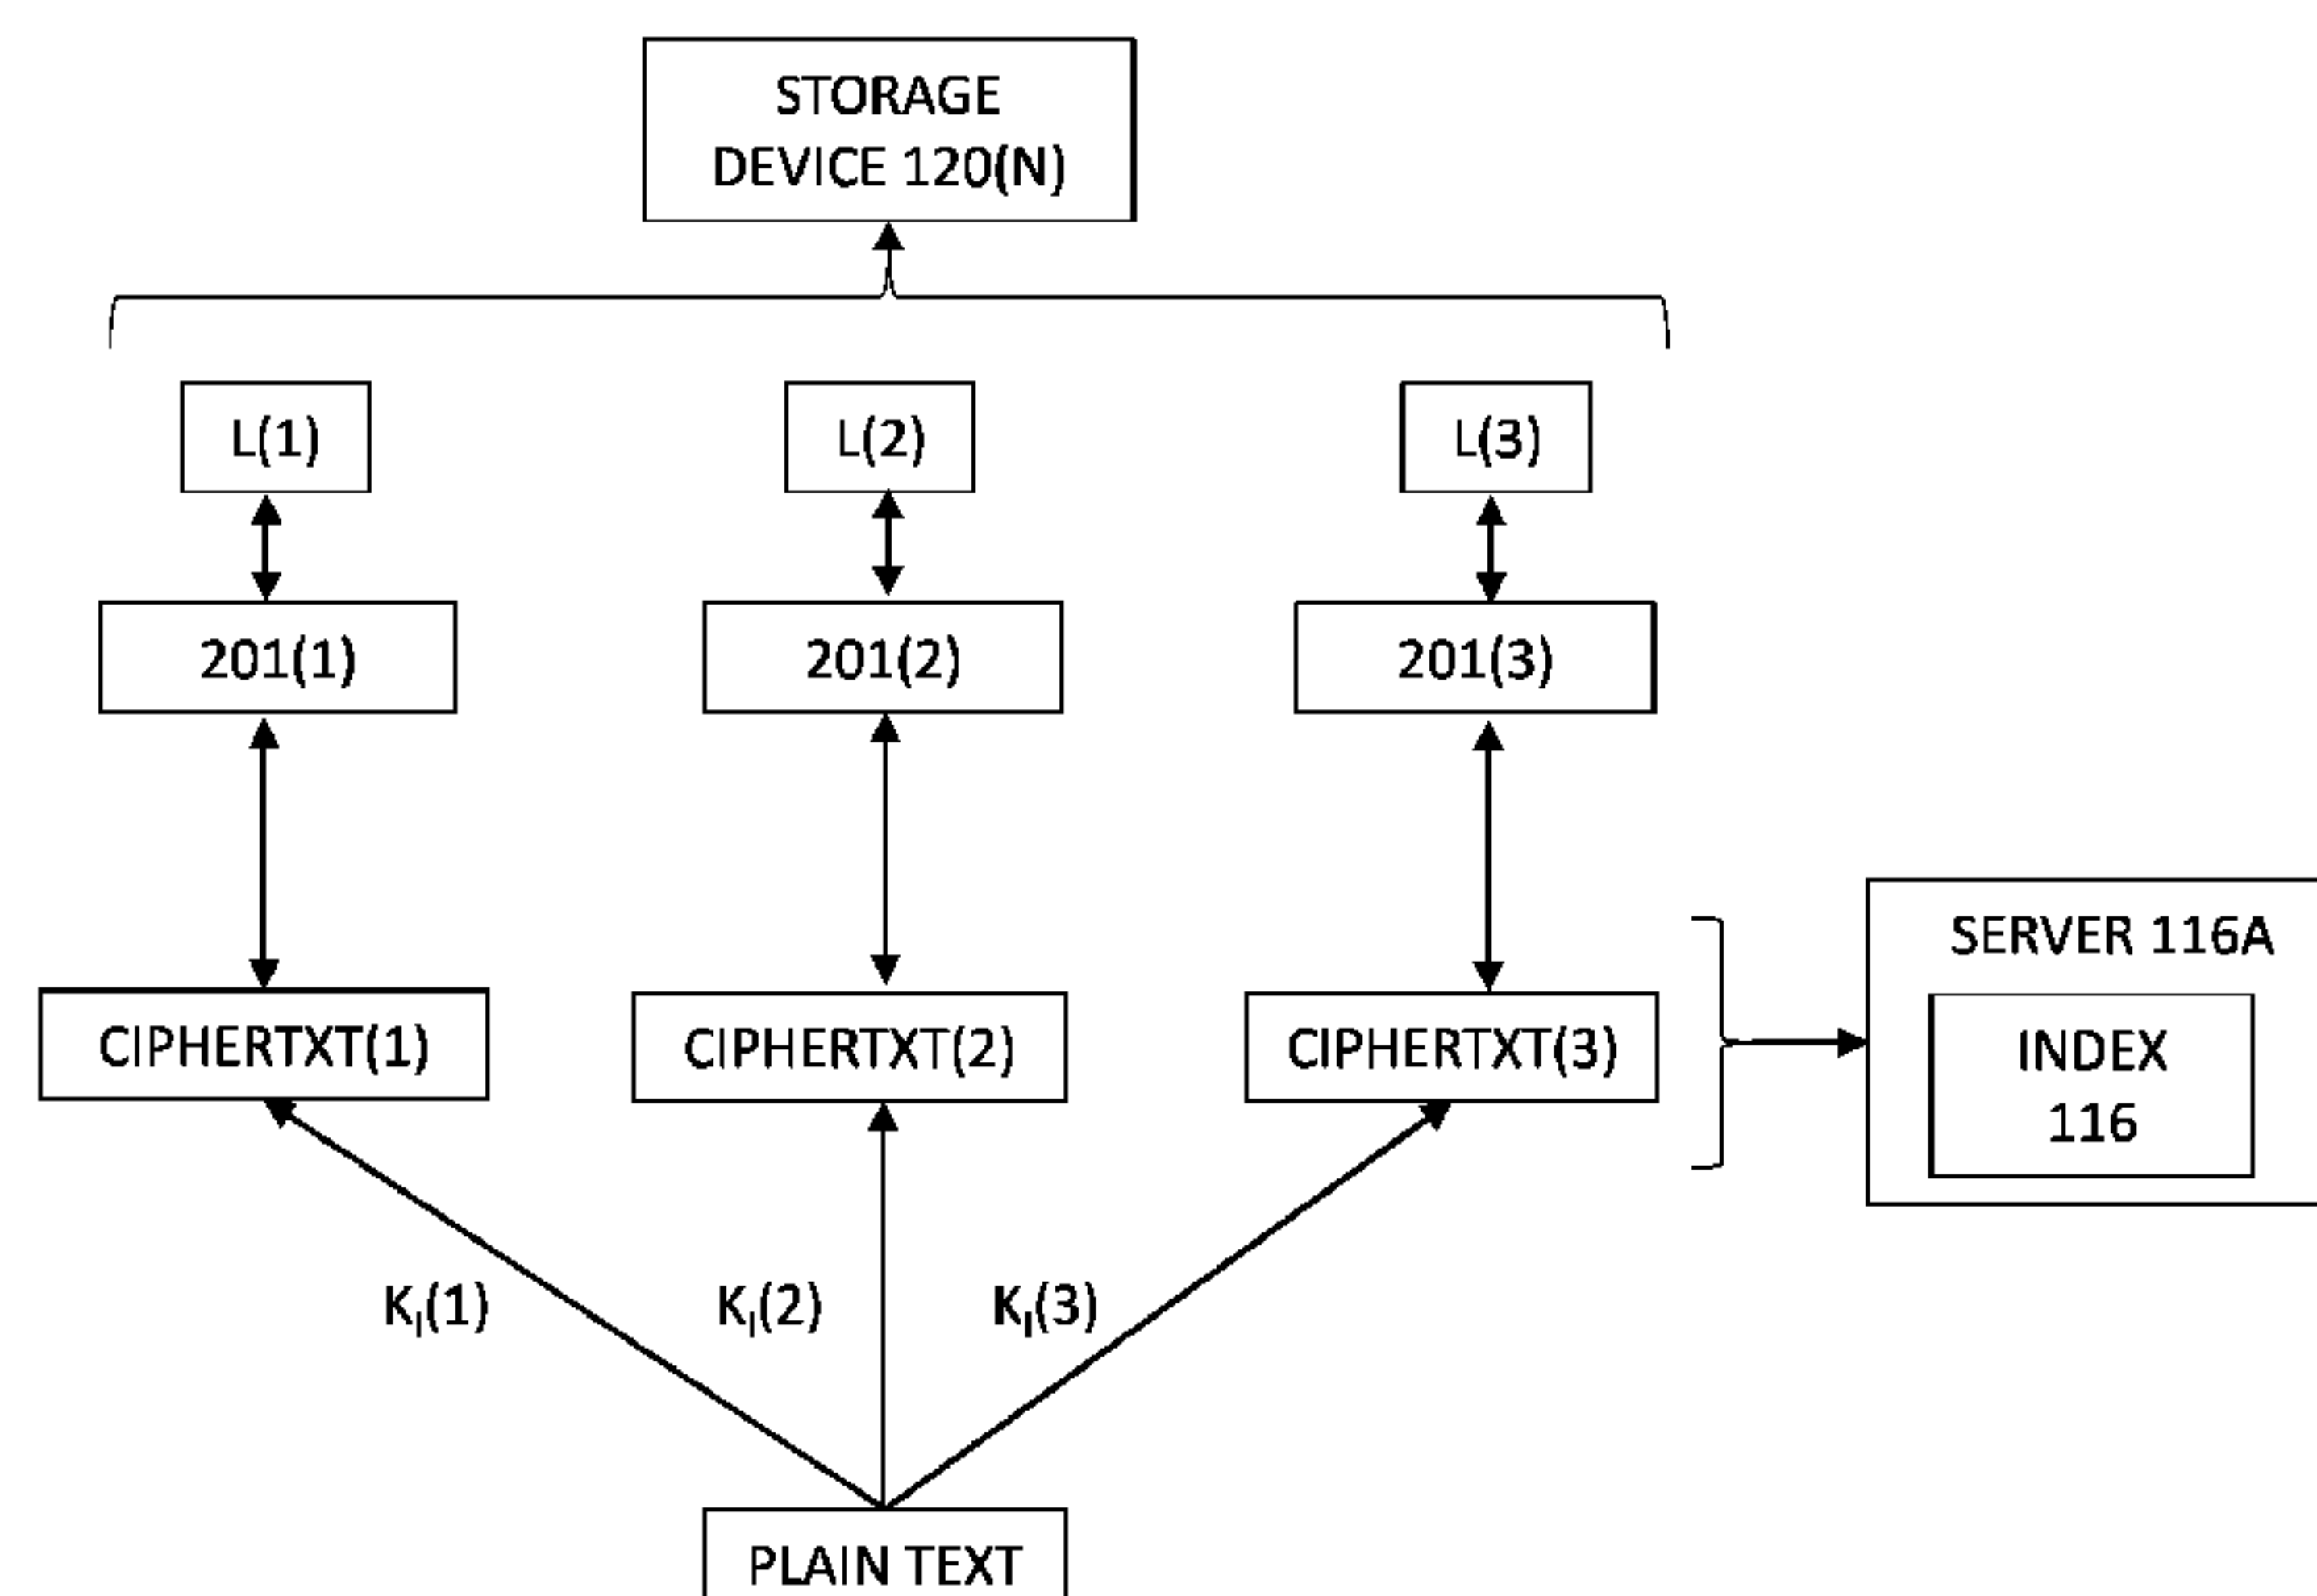 STORAGE
DEVICE 120(N)
L(1)
L(2)
L(3)
201(1)
201(2)
201(3)
SERVER 116A
CIPHERTXT(1)
CIPHERTXT(2)
CIPHERTXT(3)
INDEX
116
K_I(1)
K_I(2)
K_I(3)
PLAIN TEXT